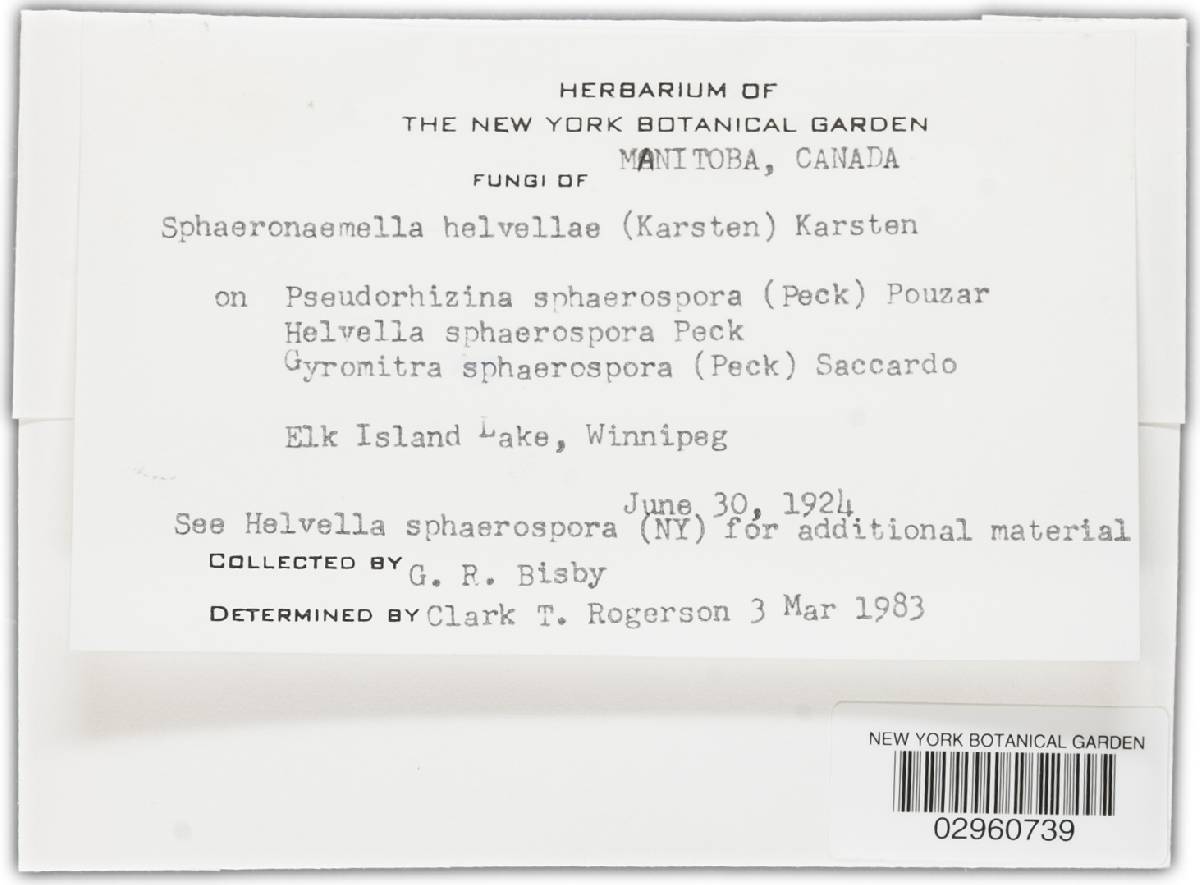 HERBARIUM OF
THE NEW YORK BOTANICAL GARDEN
MANITOBA, CANADA
FUNGI OF
Sphaeronaemella helvellae (Karsten) Karsten
on Pseudorhizina sphaerospora (Peck) Pouzar
Helvella sphaerospora Peck
Gyromitra sphaerospora (Peck) Saccardo
Elk Island Lake, Winnipeg
June 30, 1924
See Helvella sphaerospora (NY) for additional material
COLLECTED BY G. R. Bisby
DETERMINED BY Clark T. Rogerson 3 Mar 1983
NEW YORK BOTANICAL GARDEN
02960739